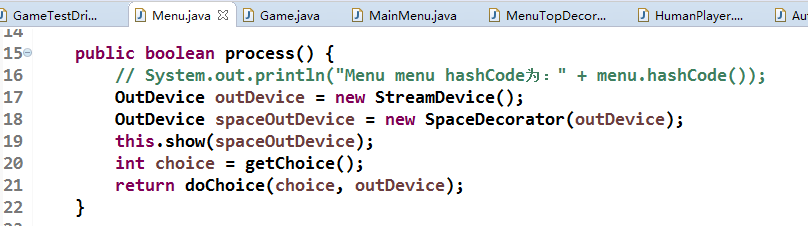 GameTestDri...
Menu.java
Game.java
MainMenu.java
MenuTopDecor...
HumanPlayer....
Au
14
15 public boolean process() {
16 // System.out.println("Menu menu hashCode为：" + menu.hashCode());
17 OutDevice outDevice = new StreamDevice();
18 OutDevice spaceOutDevice = new SpaceDecorator(outDevice);
19 this.show(spaceOutDevice);
20 int choice = getChoice();
21 return doChoice(choice, outDevice);
22 }